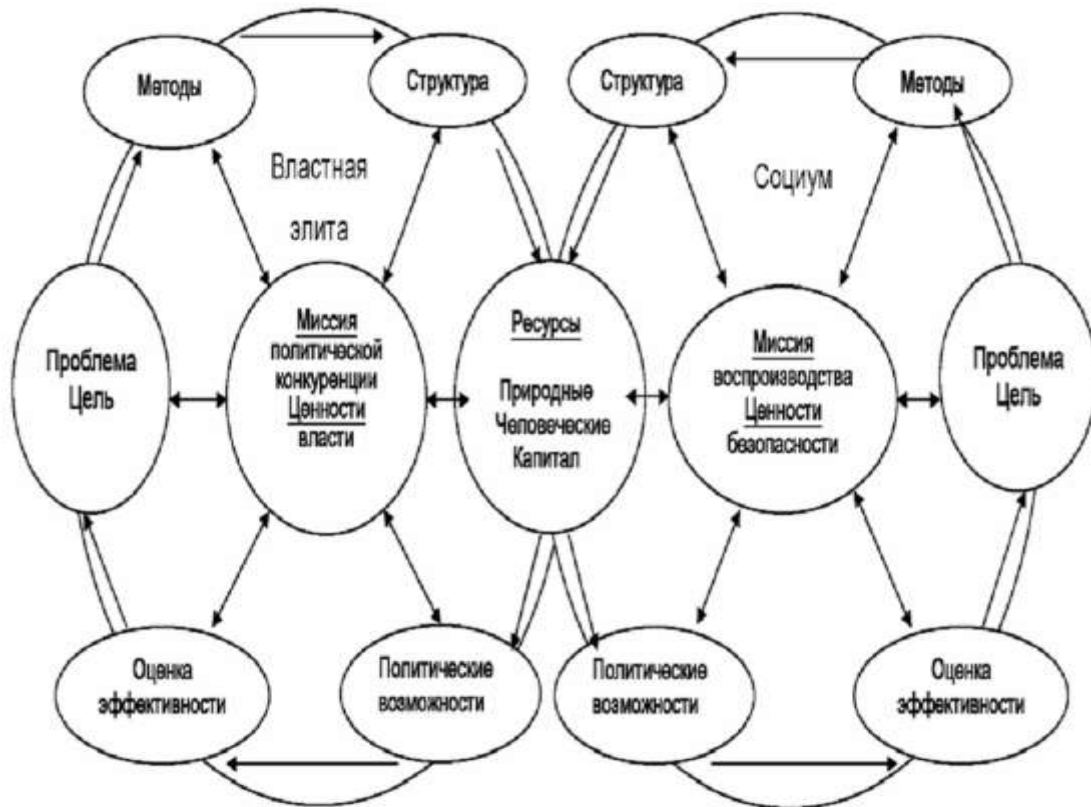 Методы
Структура
Структура
Методы
Властная
элита
Социум
Проблема
Цель
Миссия
политической
конкуренции
Ценности
власти
Ресурсы
Природные
Человеческие
Капитал
Миссия
воспроизводства
Ценности
безопасности
Проблема
Цель
Оценка
эффективности
Политические
возможности
Политические
возможности
Оценка
эффективности